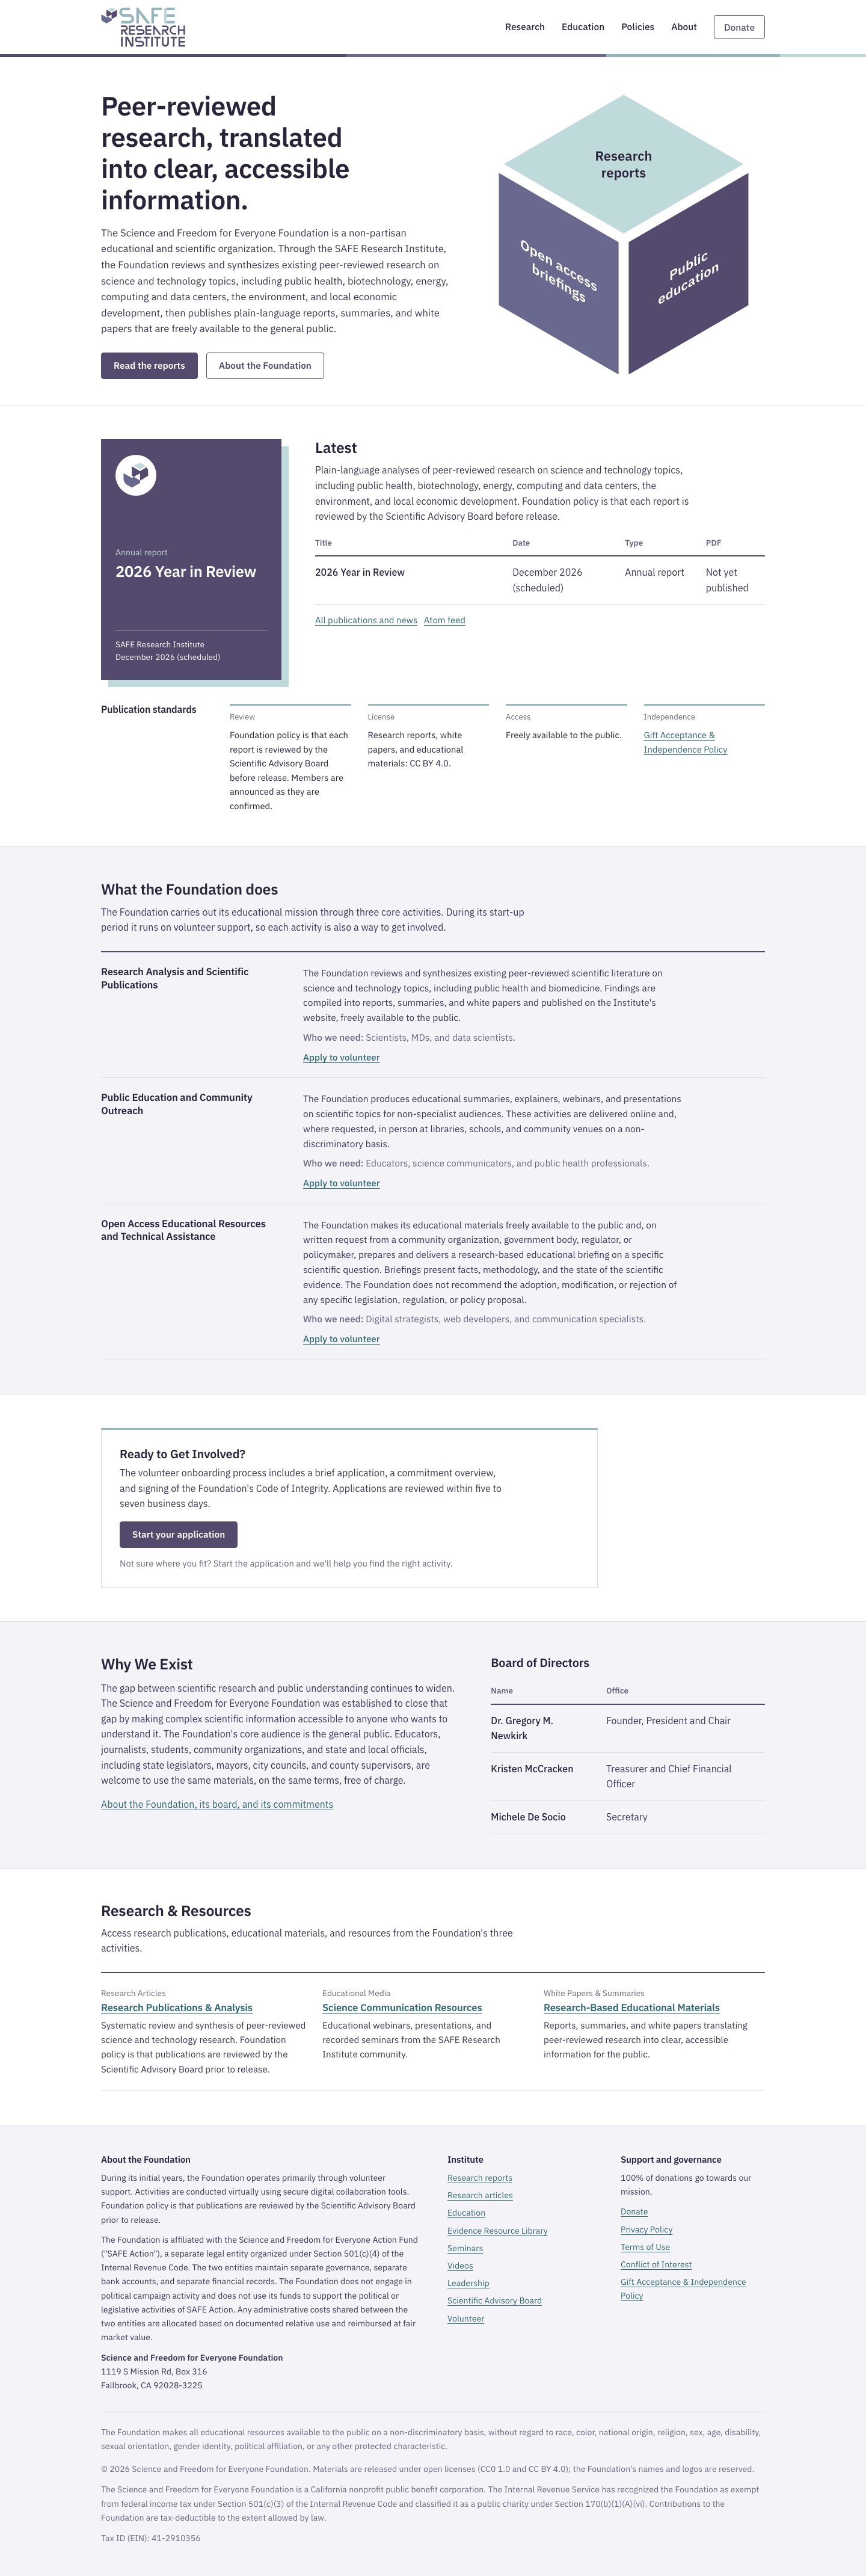 SAFE
RESEARCH
INSTITUTE
Research
Education
Policies
About
Donate
Peer-reviewed
research, translated
into clear, accessible
information.
The Science and Freedom for Everyone Foundation is a non-partisan
educational and scientific organization. Through the SAFE Research Institute,
the Foundation reviews and synthesizes existing peer-reviewed research on
science and technology topics, including public health, biotechnology, energy,
computing and data centers, the environment, and local economic
development, then publishes plain-language reports, summaries, and white
papers that are freely available to the general public.
Read the reports
About the Foundation
Research
reports
Open access
briefings
Public
education
Annual report
2026 Year in Review
SAFE Research Institute
December 2026 (scheduled)
Latest
Plain-language analyses of peer-reviewed research on science and technology topics,
including public health, biotechnology, energy, computing and data centers, the
environment, and local economic development. Foundation policy is that each report is
reviewed by the Scientific Advisory Board before release.
Title Date Type PDF
2026 Year in Review December 2026 Annual report Not yet
(scheduled) published
All publications and news Atom feed
Publication standards
Review
Foundation policy is that each
report is reviewed by the
Scientific Advisory Board
before release. Members are
announced as they are
confirmed.
License
Research reports, white
papers, and educational
materials: CC BY 4.0.
Access
Freely available to the public.
Independence
Gift Acceptance &
Independence Policy
What the Foundation does
The Foundation carries out its educational mission through three core activities. During its start-up
period it runs on volunteer support, so each activity is also a way to get involved.
Research Analysis and Scientific
Publications
The Foundation reviews and synthesizes existing peer-reviewed scientific literature on
science and technology topics, including public health and biomedicine. Findings are
compiled into reports, summaries, and white papers and published on the Institute's
website, freely available to the public.
Who we need: Scientists, MDs, and data scientists.
Apply to volunteer
Public Education and Community
Outreach
The Foundation produces educational summaries, explainers, webinars, and presentations
on scientific topics for non-specialist audiences. These activities are delivered online and,
where requested, in person at libraries, schools, and community venues on a non-
discriminatory basis.
Who we need: Educators, science communicators, and public health professionals.
Apply to volunteer
Open Access Educational Resources
and Technical Assistance
The Foundation makes its educational materials freely available to the public and, on
written request from a community organization, government body, regulator, or
policymaker, prepares and delivers a research-based educational briefing on a specific
scientific question. Briefings present facts, methodology, and the state of the scientific
evidence. The Foundation does not recommend the adoption, modification, or rejection of
any specific legislation, regulation, or policy proposal.
Who we need: Digital strategists, web developers, and communication specialists.
Apply to volunteer
Ready to Get Involved?
The volunteer onboarding process includes a brief application, a commitment overview,
and signing of the Foundation's Code of Integrity. Applications are reviewed within five to
seven business days.
Start your application
Not sure where you fit? Start the application and we'll help you find the right activity.
Why We Exist
The gap between scientific research and public understanding continues to widen.
The Science and Freedom for Everyone Foundation was established to close that
gap by making complex scientific information accessible to anyone who wants to
understand it. The Foundation's core audience is the general public. Educators,
journalists, students, community organizations, and state and local officials,
including state legislators, mayors, city councils, and county supervisors, are
welcome to use the same materials, on the same terms, free of charge.
About the Foundation, its board, and its commitments
Board of Directors
Name Office
Dr. Gregory M. Founder, President and Chair
Newkirk
Kristen McCracken Treasurer and Chief Financial
Officer
Michele De Socio Secretary
Research & Resources
Access research publications, educational materials, and resources from the Foundation's three
activities.
Research Articles
Research Publications & Analysis
Systematic review and synthesis of peer-reviewed
science and technology research. Foundation
policy is that publications are reviewed by the
Scientific Advisory Board prior to release.
Educational Media
Science Communication Resources
Educational webinars, presentations, and
recorded seminars from the SAFE Research
Institute community.
White Papers & Summaries
Research-Based Educational Materials
Reports, summaries, and white papers translating
peer-reviewed research into clear, accessible
information for the public.
About the Foundation
During its initial years, the Foundation operates primarily through volunteer
support. Activities are conducted virtually using secure digital collaboration tools.
Foundation policy is that publications are reviewed by the Scientific Advisory Board
prior to release.
The Foundation is affiliated with the Science and Freedom for Everyone Action Fund
("SAFE Action"), a separate legal entity organized under Section 501(c)(4) of the
Internal Revenue Code. The two entities maintain separate governance, separate
bank accounts, and separate financial records. The Foundation does not engage in
political campaign activity and does not use its funds to support the political or
legislative activities of SAFE Action. Any administrative costs shared between the
two entities are allocated based on documented relative use and reimbursed at fair
market value.
Science and Freedom for Everyone Foundation
1119 S Mission Rd, Box 316
Fallbrook, CA 92028-3225
Institute
Research reports
Research articles
Education
Evidence Resource Library
Seminars
Videos
Leadership
Scientific Advisory Board
Volunteer
Support and governance
100% of donations go towards our
mission.
Donate
Privacy Policy
Terms of Use
Conflict of Interest
Gift Acceptance & Independence
Policy
The Foundation makes all educational resources available to the public on a non-discriminatory basis, without regard to race, color, national origin, religion, sex, age, disability,
sexual orientation, gender identity, political affiliation, or any other protected characteristic.
© 2026 Science and Freedom for Everyone Foundation. Materials are released under open licenses (CC0 1.0 and CC BY 4.0); the Foundation's names and logos are reserved.
The Science and Freedom for Everyone Foundation is a California nonprofit public benefit corporation. The Internal Revenue Service has recognized the Foundation as exempt
from federal income tax under Section 501(c)(3) of the Internal Revenue Code and classified it as a public charity under Section 170(b)(1)(A)(vi). Contributions to the
Foundation are tax-deductible to the extent allowed by law.
Tax ID (EIN): 41-2910356